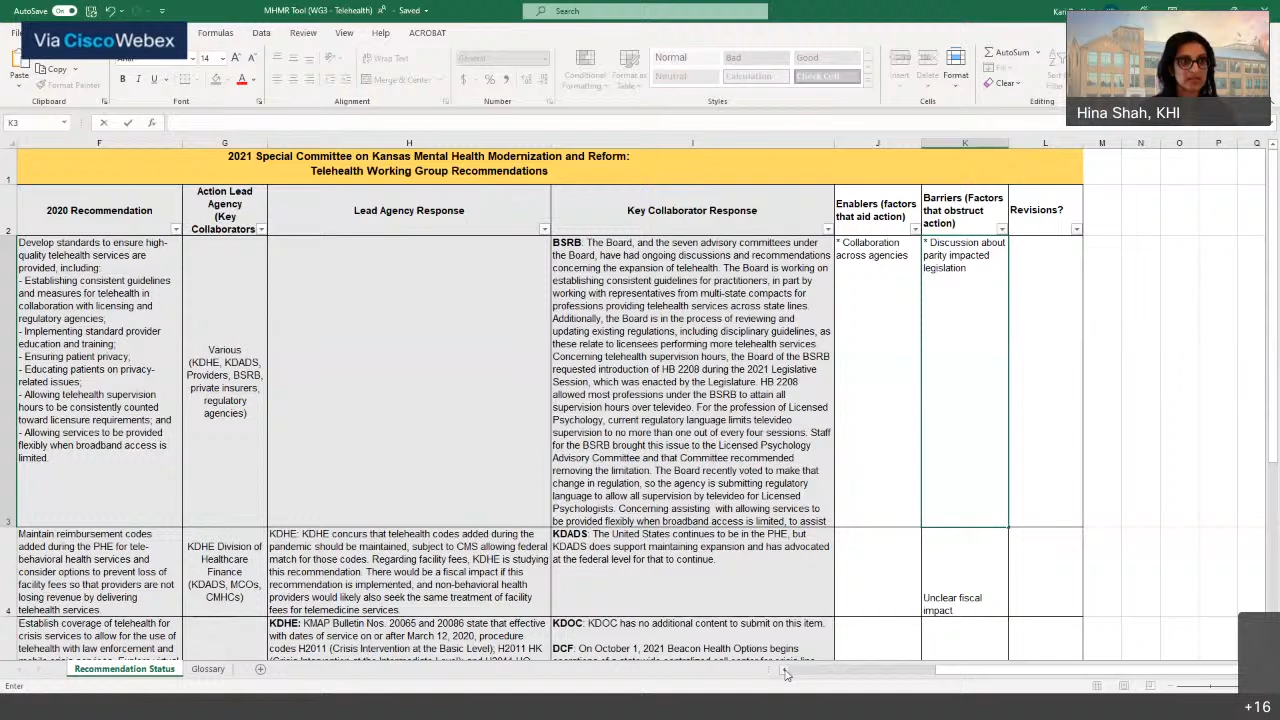 AutoSave On
MHMR Tool (WG3 - Telehealth) - Saved
Search
Via CiscoWebex
Formulas Data Review View Help ACROBAT
Paste
Copy
Format Painter
14
B I U
Wrap Text
Merge & Center
General
$ % ,
Conditional Formatting
Format as Table
Normal Bad Good
Neutral Calculation Check Cell
Insert Delete Format
AutoSum
Fill
Clear
Clipboard Font Alignment Number Styles Cells Editing
Hina Shah, KHI
K3
F G H I J K L M N O P Q
1
2021 Special Committee on Kansas Mental Health Modernization and Reform:
Telehealth Working Group Recommendations
2
2020 Recommendation
Action Lead
Agency
(Key
Collaborators
Lead Agency Response
Key Collaborator Response
Enablers (factors
that aid action)
Barriers (Factors
that obstruct
action)
Revisions?
3
Develop standards to ensure high-
quality telehealth services are
provided, including:
- Establishing consistent guidelines
and measures for telehealth in
collaboration with licensing and
regulatory agencies;
- Implementing standard provider
education and training;
- Ensuring patient privacy;
- Educating patients on privacy-
related issues;
- Allowing telehealth supervision
hours to be consistently counted
toward licensure requirements; and
- Allowing services to be provided
flexibly when broadband access is
limited.
Various
(KDHE, KDADS,
Providers, BSRB,
private insurers,
regulatory
agencies)
BSRB: The Board, and the seven advisory committees under
the Board, have had ongoing discussions and recommendations
concerning the expansion of telehealth. The Board is working on
establishing consistent guidelines for practitioners, in part by
working with representatives from multi-state compacts for
professions providing telehealth services across state lines.
Additionally, the Board is in the process of reviewing and
updating existing regulations, including disciplinary guidelines, as
these relate to licensees performing more telehealth services
Concerning telehealth supervision hours, the Board of the BSRB
requested introduction of HB 2208 during the 2021 Legislative
Session, which was enacted by the Legislature. HB 2208
allowed most professions under the BSRB to attain all
supervision hours over televideo. For the profession of Licensed
Psychology, current regulatory language limits televideo
supervision to no more than one out of every four sessions. Staff
for the BSRB brought this issue to the Licensed Psychology
Advisory Committee and that Committee recommended
removing the limitation. The Board recently voted to make that
change in regulation, so the agency is submitting regulatory
language to allow all supervision by televideo for Licensed
Psychologists. Concerning assisting with allowing services to
be provided flexibly when broadband access is limited, to assist
* Collaboration
across agencies
* Discussion about
parity impacted
legislation
4
Maintain reimbursement codes
added during the PHE for tele-
behavioral health services and
consider options to prevent loss of
facility fees so that providers are not
losing revenue by delivering
telehealth services.
KDHE Division of
Healthcare
Finance
(KDADS, MCOs,
CMHCs)
KDHE: KDHE concurs that telehealth codes added during the
pandemic should be maintained, subject to CMS allowing federal
match for those codes. Regarding facility fees, KDHE is studying
this recommendation. There would be a fiscal impact if this
recommendation is implemented, and non-behavioral health
providers would likely also seek the same treatment of facility
fees for telemedicine services.
KDADS: The United States continues to be in the PHE, but
KDADS does support maintaining expansion and has advocated
at the federal level for that to continue.
Unclear fiscal
impact
Establish coverage of telehealth for
crisis services to allow for the use of
telehealth with law enforcement and
KDHE: KMAP Bulletin Nos. 20065 and 20086 state that effective
with dates of service on or after March 12, 2020, procedure
codes H2011 (Crisis Intervention at the Basic Level); H2011 HK
KDOC: KDOC has no additional content to submit on this item.
DCF: On October 1, 2021 Beacon Health Options begins
Recommendation Status Glossary
Enter
+16